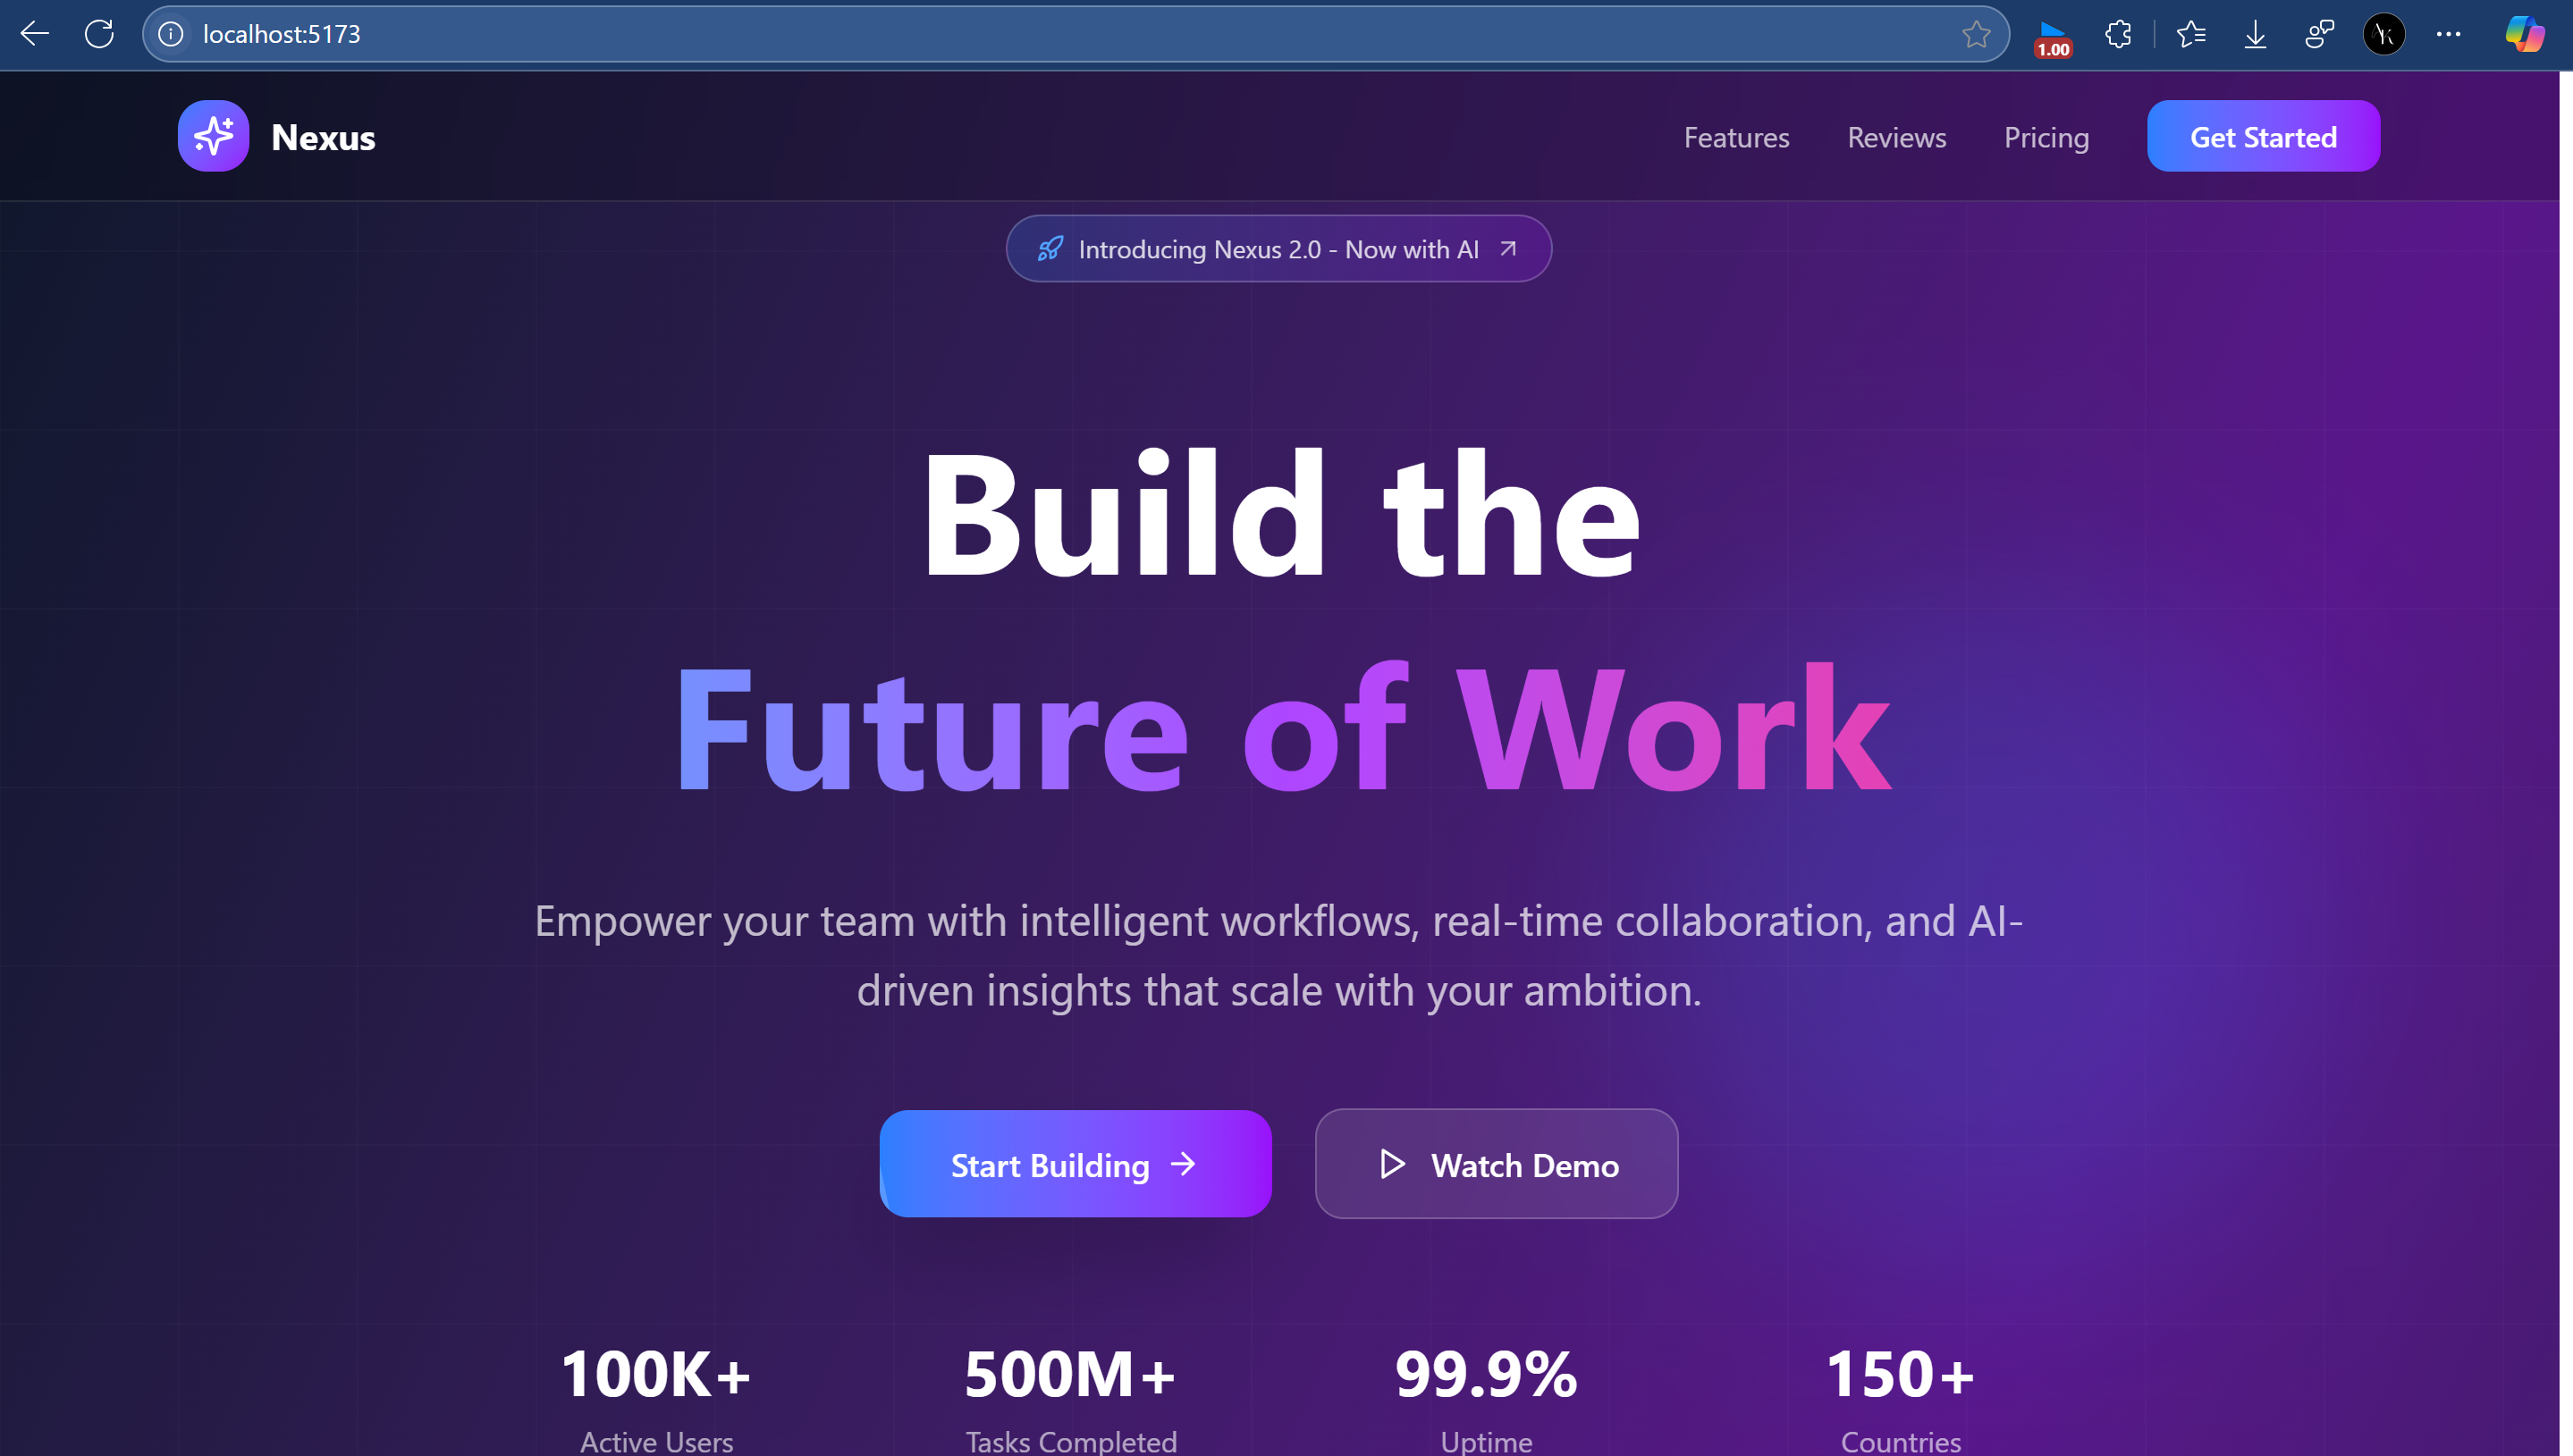 localhost:5173
1.00
Nexus
Features
Reviews
Pricing
Get Started
Introducing Nexus 2.0 - Now with AI
Build the
Future of Work
Empower your team with intelligent workflows, real-time collaboration, and AI-
driven insights that scale with your ambition.
Start Building
Watch Demo
100K+
Active Users
500M+
Tasks Completed
99.9%
Uptime
150+
Countries